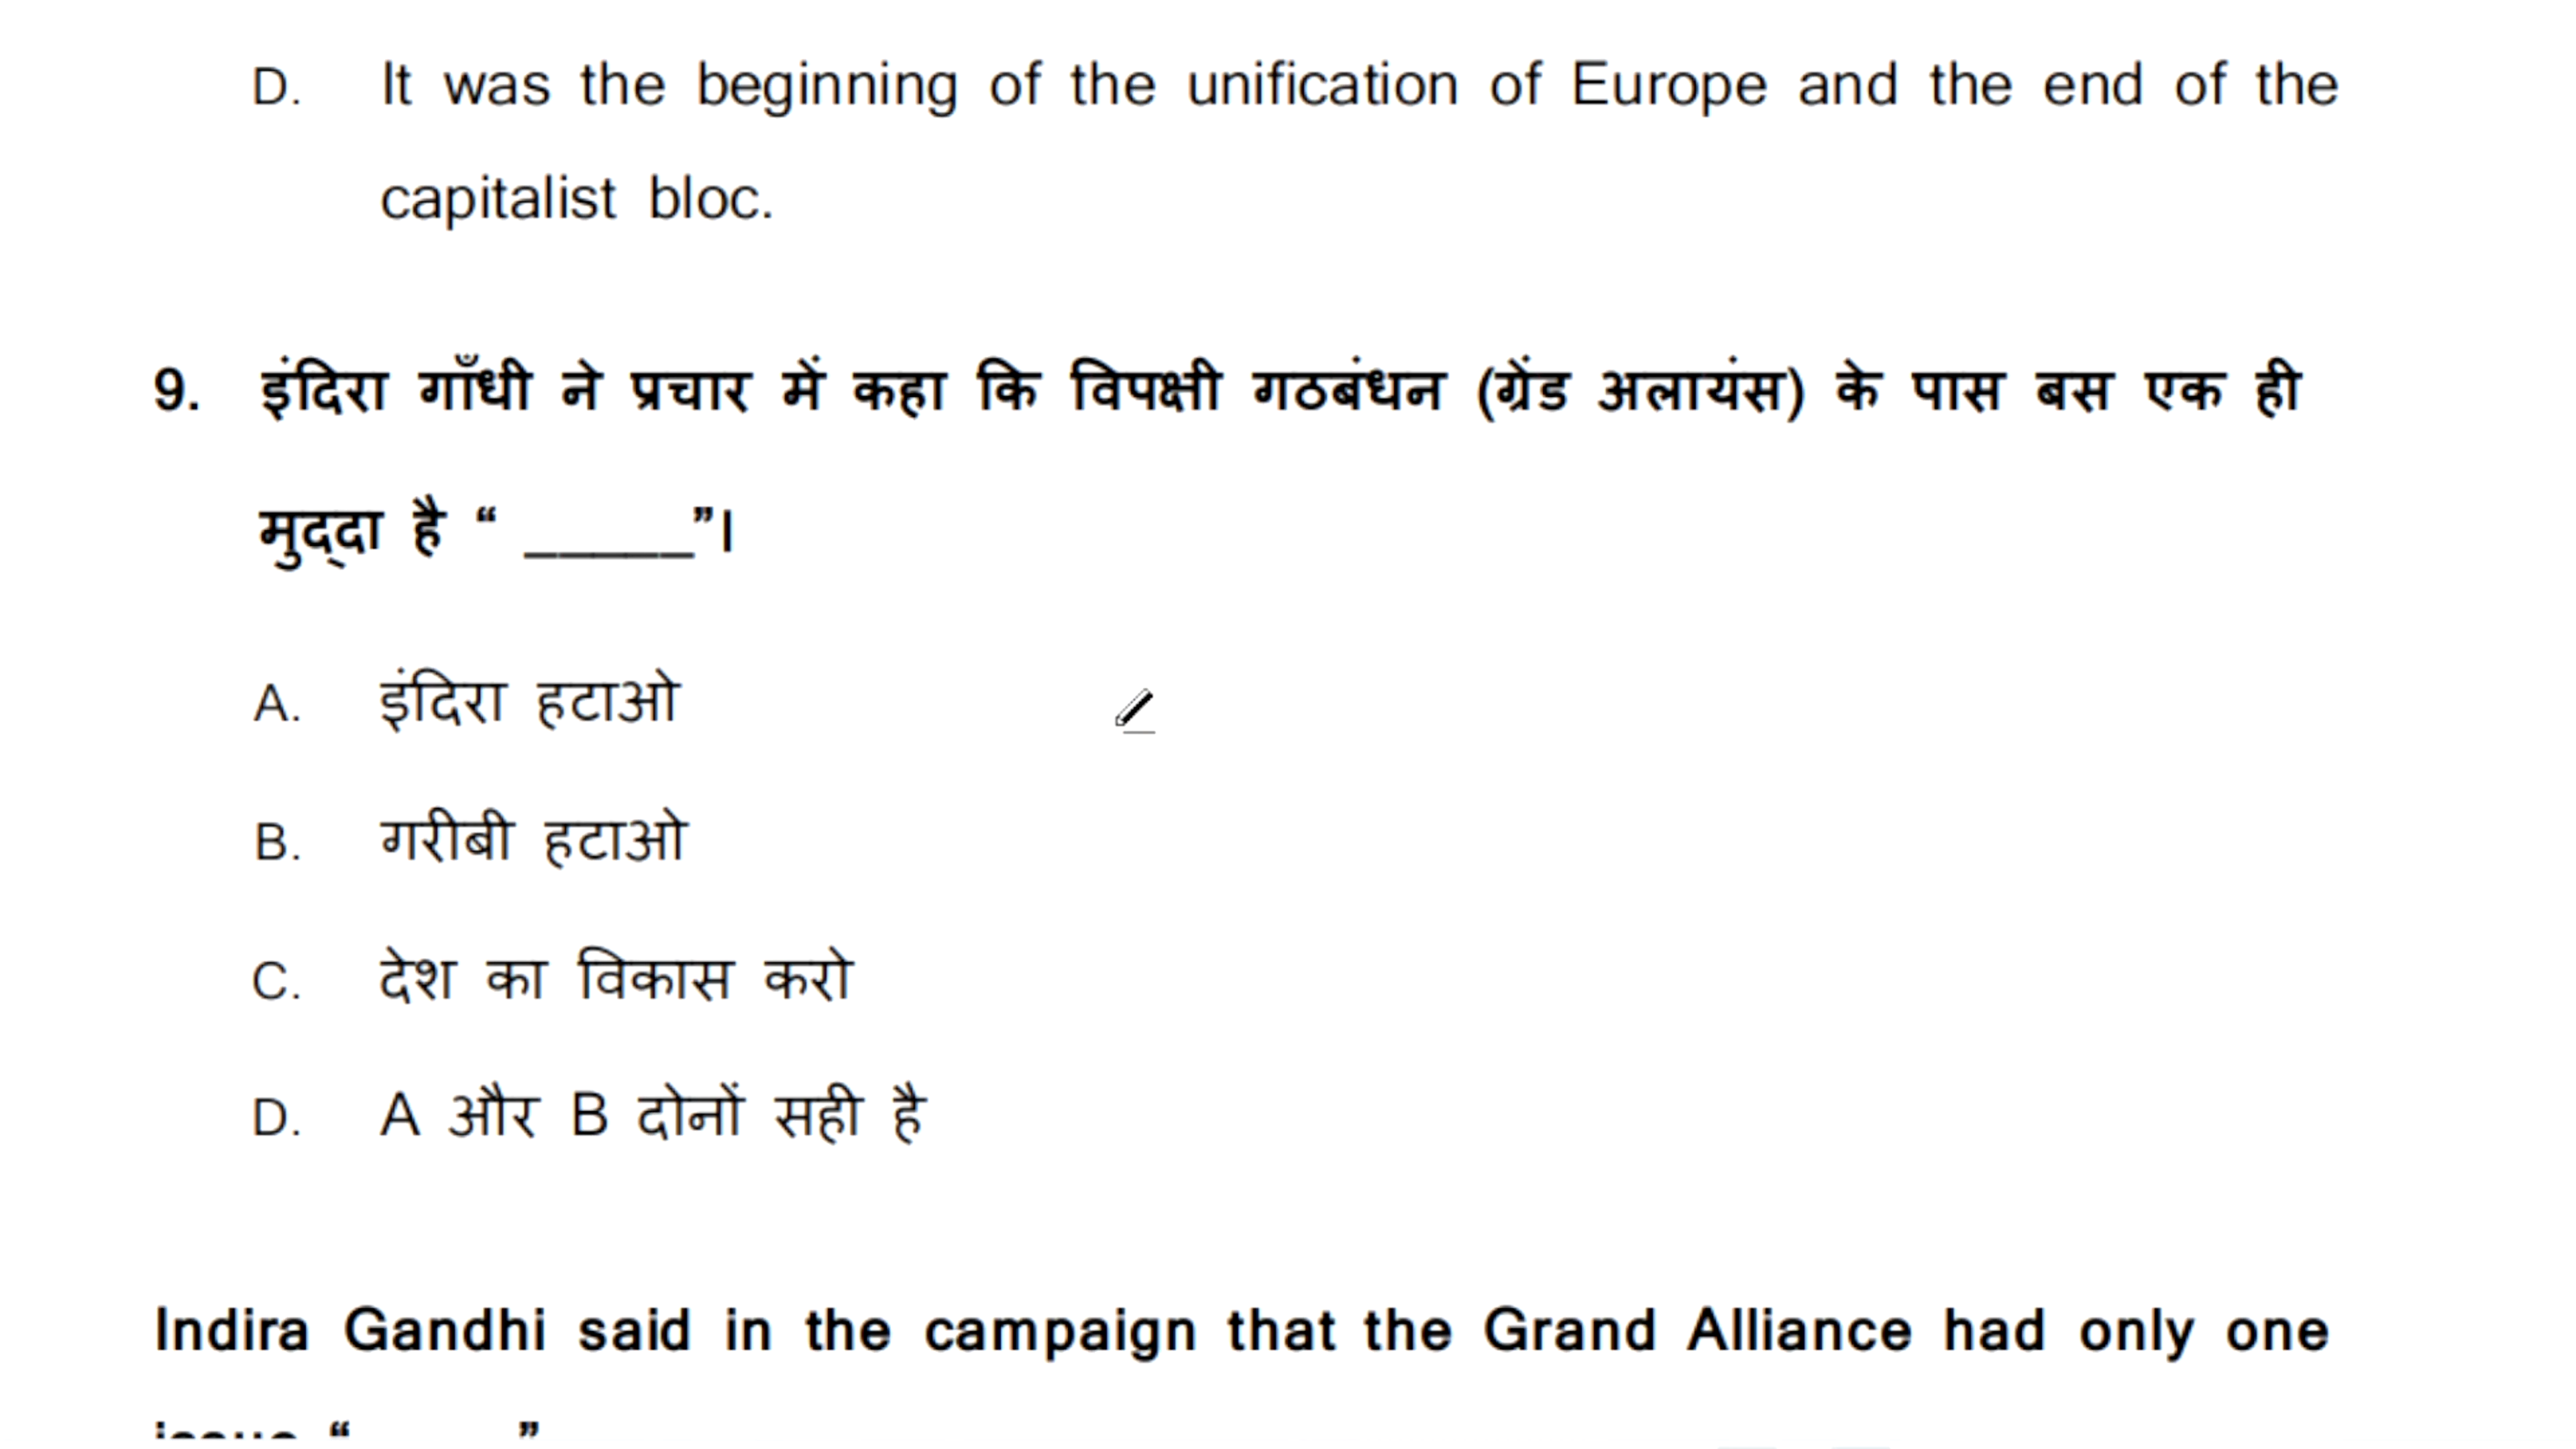 D. It was the beginning of the unification of Europe and the end of the
capitalist bloc.
9. इंदिरा गाँधी ने प्रचार में कहा कि विपक्षी गठबंधन (ग्रेंड अलायंस) के पास बस एक ही
मुद्दा है “ _____”।
A. इंदिरा हटाओ
B. गरीबी हटाओ
C. देश का विकास करो
D. A और B दोनों सही है
Indira Gandhi said in the campaign that the Grand Alliance had only one